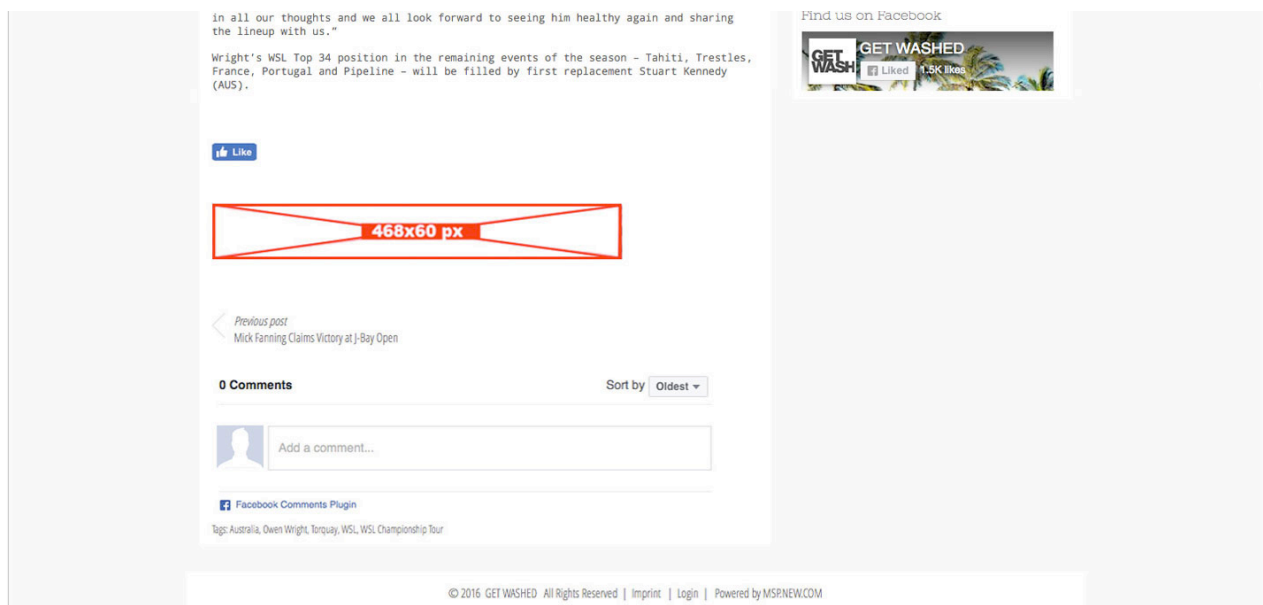 in all our thoughts and we all look forward to seeing him healthy again and sharing
the lineup with us.”
Wright’s WSL Top 34 position in the remaining events of the season – Tahiti, Trestles,
France, Portugal and Pipeline – will be filled by first replacement Stuart Kennedy
(AUS).
Like
468x60 px
Previous post
Mick Fanning Claims Victory at J-Bay Open
0 Comments
Sort by Oldest
Add a comment...
Facebook Comments Plugin
Tags: Australia, Owen Wright, Torquay, WSL, WSL Championship Tour
Find us on Facebook
GET
WASH
GET WASHED
Liked 1.5K likes
© 2016 GET WASHED All Rights Reserved | Imprint | Login | Powered by MSP.NEW.COM